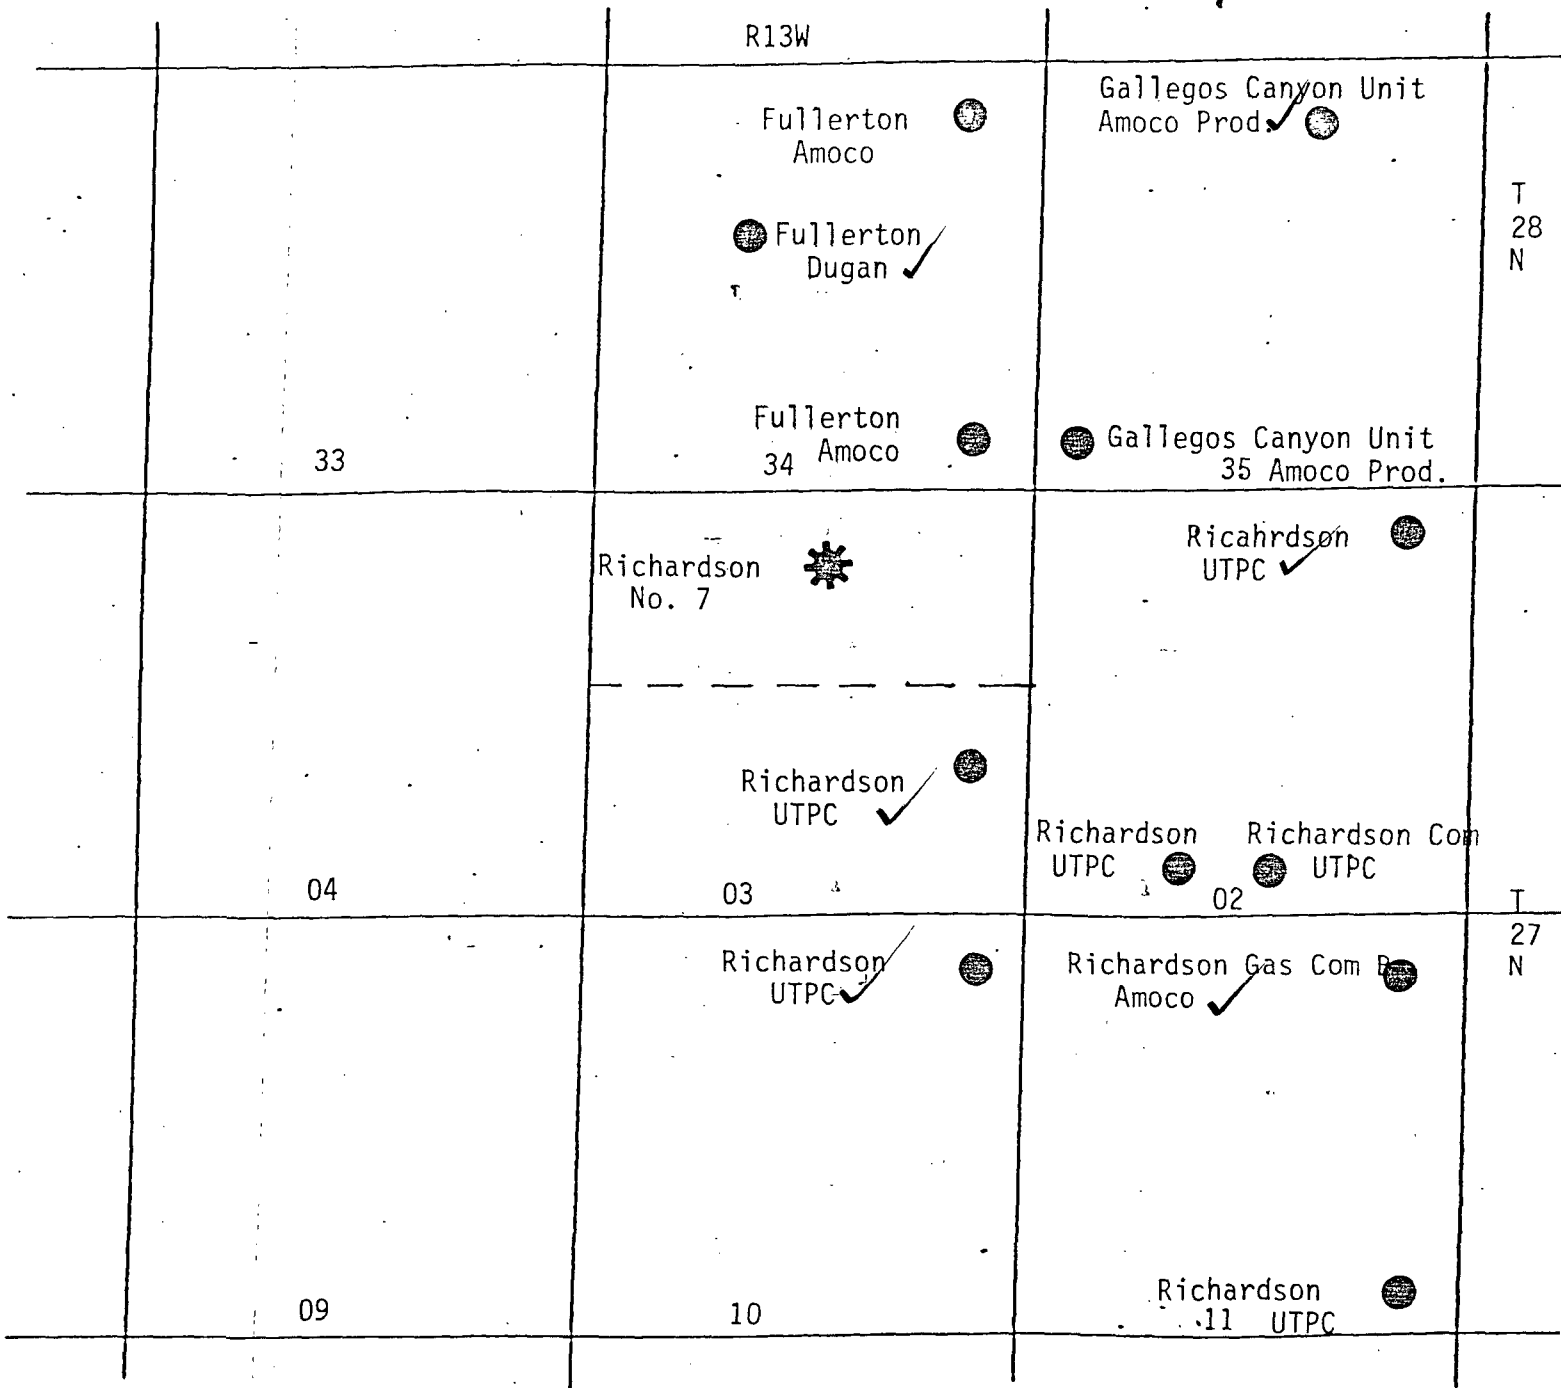 R13W
Fullerton
Amoco
Gallegos Canyon Unit
Amoco Prod.
T
28
N
Fullerton
Dugan
Fullerton
Amoco
33
34
Gallegos Canyon Unit
35 Amoco Prod.
Richardson
No. 7
Ricahrdson
UTPC
Richardson
UTPC
Richardson
UTPC
Richardson Com
UTPC
04
03
02
T
27
N
Richardson
UTPC
Richardson Gas Com B
Amoco
Richardson
11 UTPC
09
10